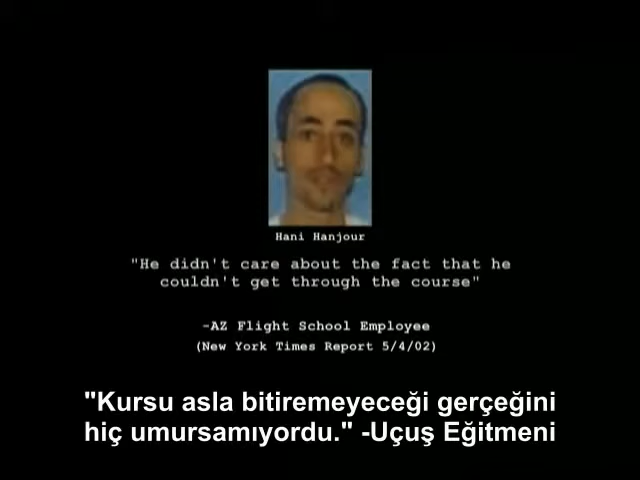 Hani Hanjour
"He didn't care about the fact that he
couldn't get through the course"
-AZ Flight School Employee
(New York Times Report 5/4/02)
"Kursu asla bitiremeyeceği gerçeğini
hiç umursamıyordu." -Uçuş Eğitmeni